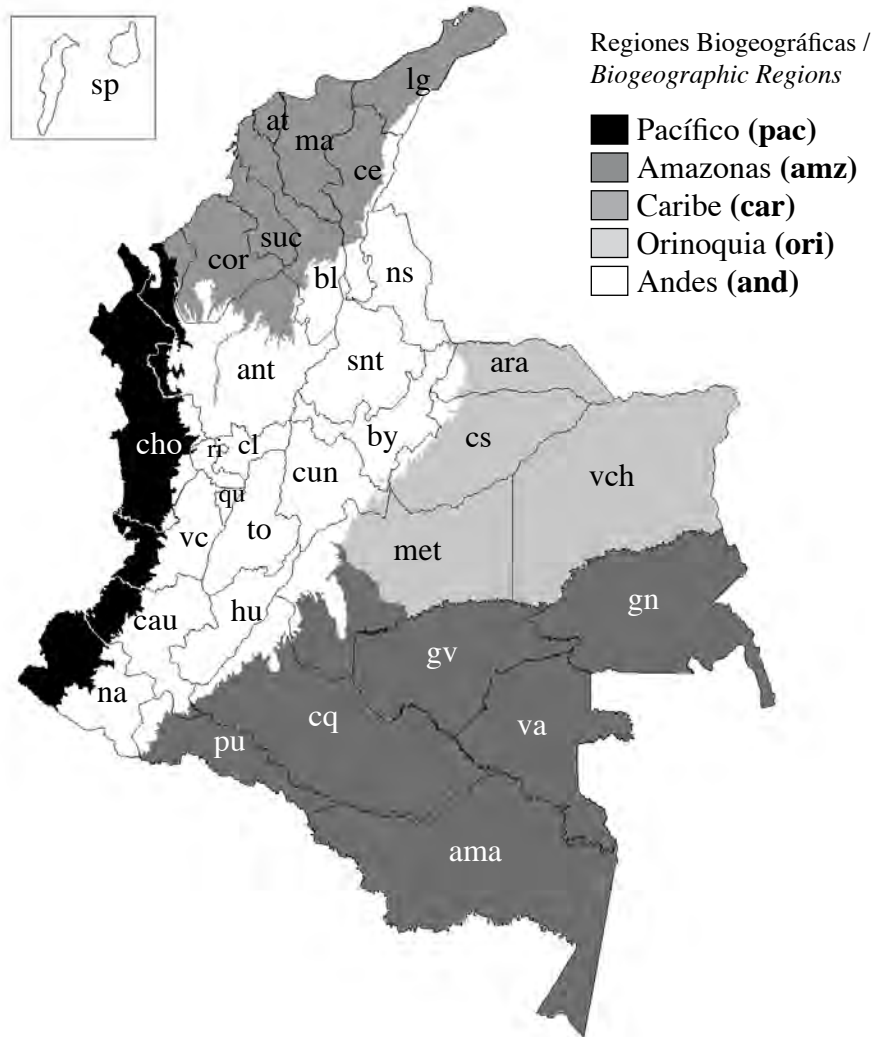 Regiones Biogeográficas /
Biogeographic Regions
Pacífico (pac)
Amazonas (amz)
Caribe (car)
Orinoquia (ori)
Andes (and)
sp
lg
at
ma
ce
suc
cor
bl
ns
ant
snt
ara
cho
ri
cl
by
cs
cun
vch
qu
vc
to
met
cau
hu
gn
gv
na
cq
va
pu
ama